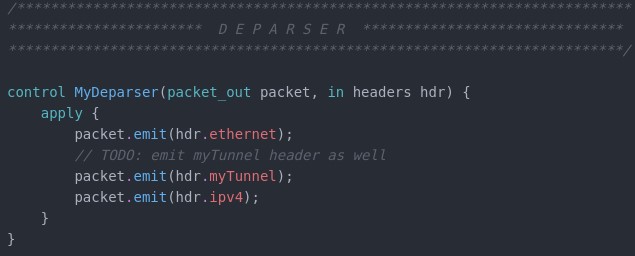 /*************************************************************************
***********************  D E P A R S E R  *******************************
*************************************************************************/
control MyDeparser(packet_out packet, in headers hdr) {
    apply {
        packet.emit(hdr.ethernet);
        // TODO: emit myTunnel header as well
        packet.emit(hdr.myTunnel);
        packet.emit(hdr.ipv4);
    }
}